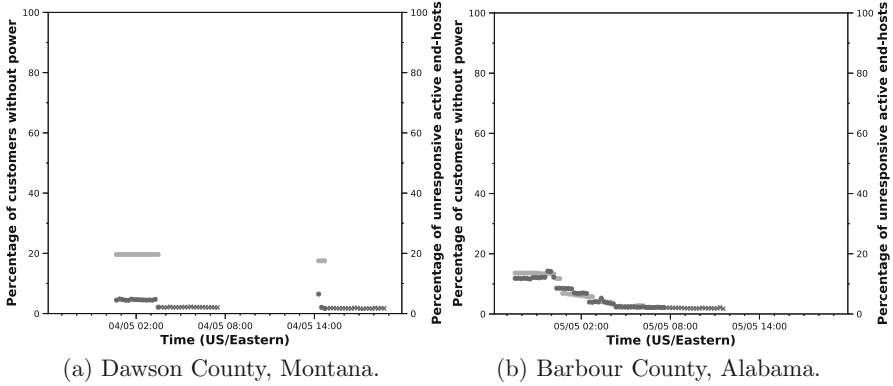 100
80
60
40
20
0
Percentage of customers without power
100
80
60
40
20
0
Percentage of unresponsive active end-hosts
04/05 02:00 04/05 08:00 04/05 14:00
Time (US/Eastern)
(a) Dawson County, Montana.
100
80
60
40
20
0
Percentage of customers without power
100
80
60
40
20
0
Percentage of unresponsive active end-hosts
05/05 02:00 05/05 08:00 05/05 14:00
Time (US/Eastern)
(b) Barbour County, Alabama.